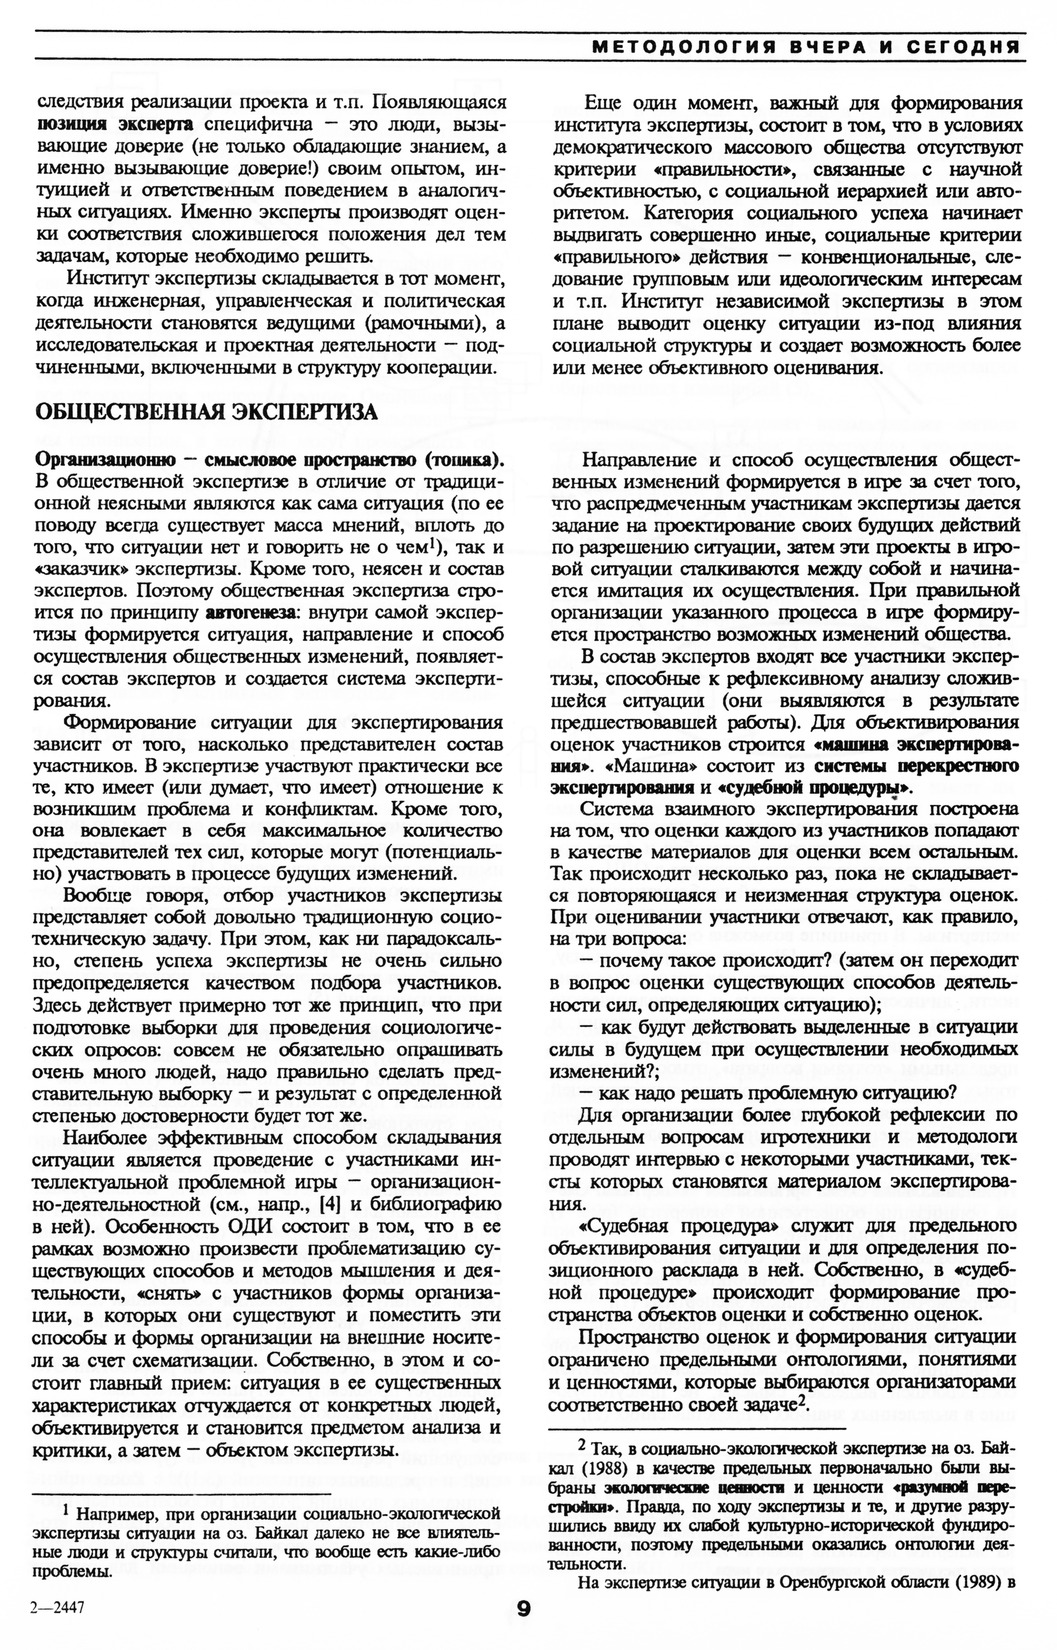 МЕТОДОЛОГИЯ ВЧЕРА И СЕГОДНЯ
следствия реализации проекта и т.п. Появляющаяся
позиция эксперта специфична — это люди, вызы-
вающие доверие (не только обладающие знанием, а
именно вызывающие доверие!) своим опытом, ин-
туицией и ответственным поведением в аналогич-
ных ситуациях. Именно эксперты производят оцен-
ки соответствия сложившегося положения дел тем
задачам, которые необходимо решить.
Институт экспертизы складывается в тот момент,
когда инженерная, управленческая и политическая
деятельности становятся ведущими (рамочными), а
исследовательская и проектная деятельности — под-
чиненными, включенными в структуру кооперации.
Еще один момент, важный для формирования
института экспертизы, состоит в том, что в условиях
демократического массового общества отсутствуют
критерии «правильности», связанные с научной
объективностью, с социальной иерархией или авто-
ритетом. Категория социального успеха начинает
выдвигать совершенно иные, социальные критерии
«правильного» действия — конвенциональные, сле-
дование групповым или идеологическим интересам
и т.п. Институт независимой экспертизы в этом
плане выводит оценку ситуации из-под влияния
социальной структуры и создает возможность более
или менее объективного оценивания.
ОБЩЕСТВЕННАЯ ЭКСПЕРТИЗА
Организационно — смысловое пространство (топика).
В общественной экспертизе в отличие от традици-
онной неясными являются как сама ситуация (по ее
поводу всегда существует масса мнений, вплоть до
того, что ситуации нет и говорить не о чем¹), так и
«заказчик» экспертизы. Кроме того, неясен и состав
экспертов. Поэтому общественная экспертиза стро-
ится по принципу автогенеза: внутри самой экспер-
тизы формируется ситуация, направление и способ
осуществления общественных изменений, появляет-
ся состав экспертов и создается система эксперти-
рования.
Формирование ситуации для экспертирования
зависит от того, насколько представителен состав
участников. В экспертизе участвуют практически все
те, кто имеет (или думает, что имеет) отношение к
возникшим проблема и конфликтам. Кроме того,
она вовлекает в себя максимальное количество
представителей тех сил, которые могут (потенциаль-
но) участвовать в процессе будущих изменений.
Вообще говоря, отбор участников экспертизы
представляет собой довольно традиционную социо-
техническую задачу. При этом, как ни парадоксаль-
но, степень успеха экспертизы не очень сильно
предопределяется качеством подбора участников.
Здесь действует примерно тот же принцип, что при
подготовке выборки для проведения социологиче-
ских опросов: совсем не обязательно опрашивать
очень много людей, надо правильно сделать пред-
ставительную выборку — и результат с определенной
степенью достоверности будет тот же.
Наиболее эффективным способом складывания
ситуации является проведение с участниками ин-
теллектуальной проблемной игры — организацион-
но-деятельностной (см., напр., [4] и библиографию
в ней). Особенность ОДИ состоит в том, что в ее
рамках возможно произвести проблематизацию су-
ществующих способов и методов мышления и дея-
тельности, «снять» с участников формы организа-
ции, в которых они существуют и поместить эти
способы и формы организации на внешние носите-
ли за счет схематизации. Собственно, в этом и со-
стоит главный прием: ситуация в ее существенных
характеристиках отчуждается от конкретных людей,
объективируется и становится предметом анализа и
критики, а затем — объектом экспертизы.
¹ Например, при организации социально-экологической
экспертизы ситуации на оз. Байкал далеко не все влиятель-
ные люди и структуры считали, что вообще есть какие-либо
проблемы.
Направление и способ осуществления общест-
венных изменений формируется в игре за счет того,
что распредмеченным участникам экспертизы дается
задание на проектирование своих будущих действий
по разрешению ситуации, затем эти проекты в игро-
вой ситуации сталкиваются между собой и начина-
ется имитация их осуществления. При правильной
организации указанного процесса в игре формиру-
ется пространство возможных изменений общества.
В состав экспертов входят все участники экспер-
тизы, способные к рефлексивному анализу сложив-
шейся ситуации (они выявляются в результате
предшествовавшей работы). Для объективирования
оценок участников строится «машина экспертирова-
ния». «Машина» состоит из системы перекрестного
экспертирования и «судебной процедуры».
Система взаимного экспертирования построена
на том, что оценки каждого из участников попадают
в качестве материалов для оценки всем остальным.
Так происходит несколько раз, пока не складывает-
ся повторяющаяся и неизменная структура оценок.
При оценивании участники отвечают, как правило,
на три вопроса:
— почему такое происходит? (затем он переходит
в вопрос оценки существующих способов деятель-
ности сил, определяющих ситуацию);
— как будут действовать выделенные в ситуации
силы в будущем при осуществлении необходимых
изменений?;
— как надо решать проблемную ситуацию?
Для организации более глубокой рефлексии по
отдельным вопросам игротехники и методологи
проводят интервью с некоторыми участниками, тек-
сты которых становятся материалом экспертирова-
ния.
«Судебная процедура» служит для предельного
объективирования ситуации и для определения по-
зиционного расклада в ней. Собственно, в «судеб-
ной процедуре» происходит формирование про-
странства объектов оценки и собственно оценок.
Пространство оценок и формирования ситуации
ограничено предельными онтологиями, понятиями
и ценностями, которые выбираются организаторами
соответственно своей задаче².
² Так, в социально-экологической экспертизе на оз. Бай-
кал (1988) в качестве предельных первоначально были вы-
браны экологические ценности и ценности «разумной пере-
стройки». Правда, по ходу экспертизы и те, и другие разру-
шились ввиду их слабой культурно-исторической фундиро-
ванности, поэтому предельными оказались онтологии дея-
тельности.
На экспертизе ситуации в Оренбургской области (1989) в
2—2447
9